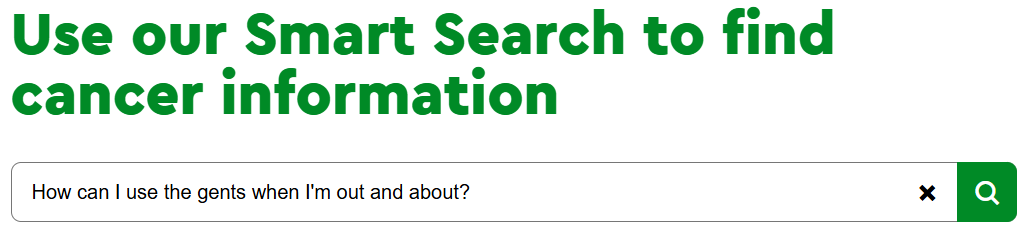 Use our Smart Search to find
cancer information
How can I use the gents when I'm out and about?